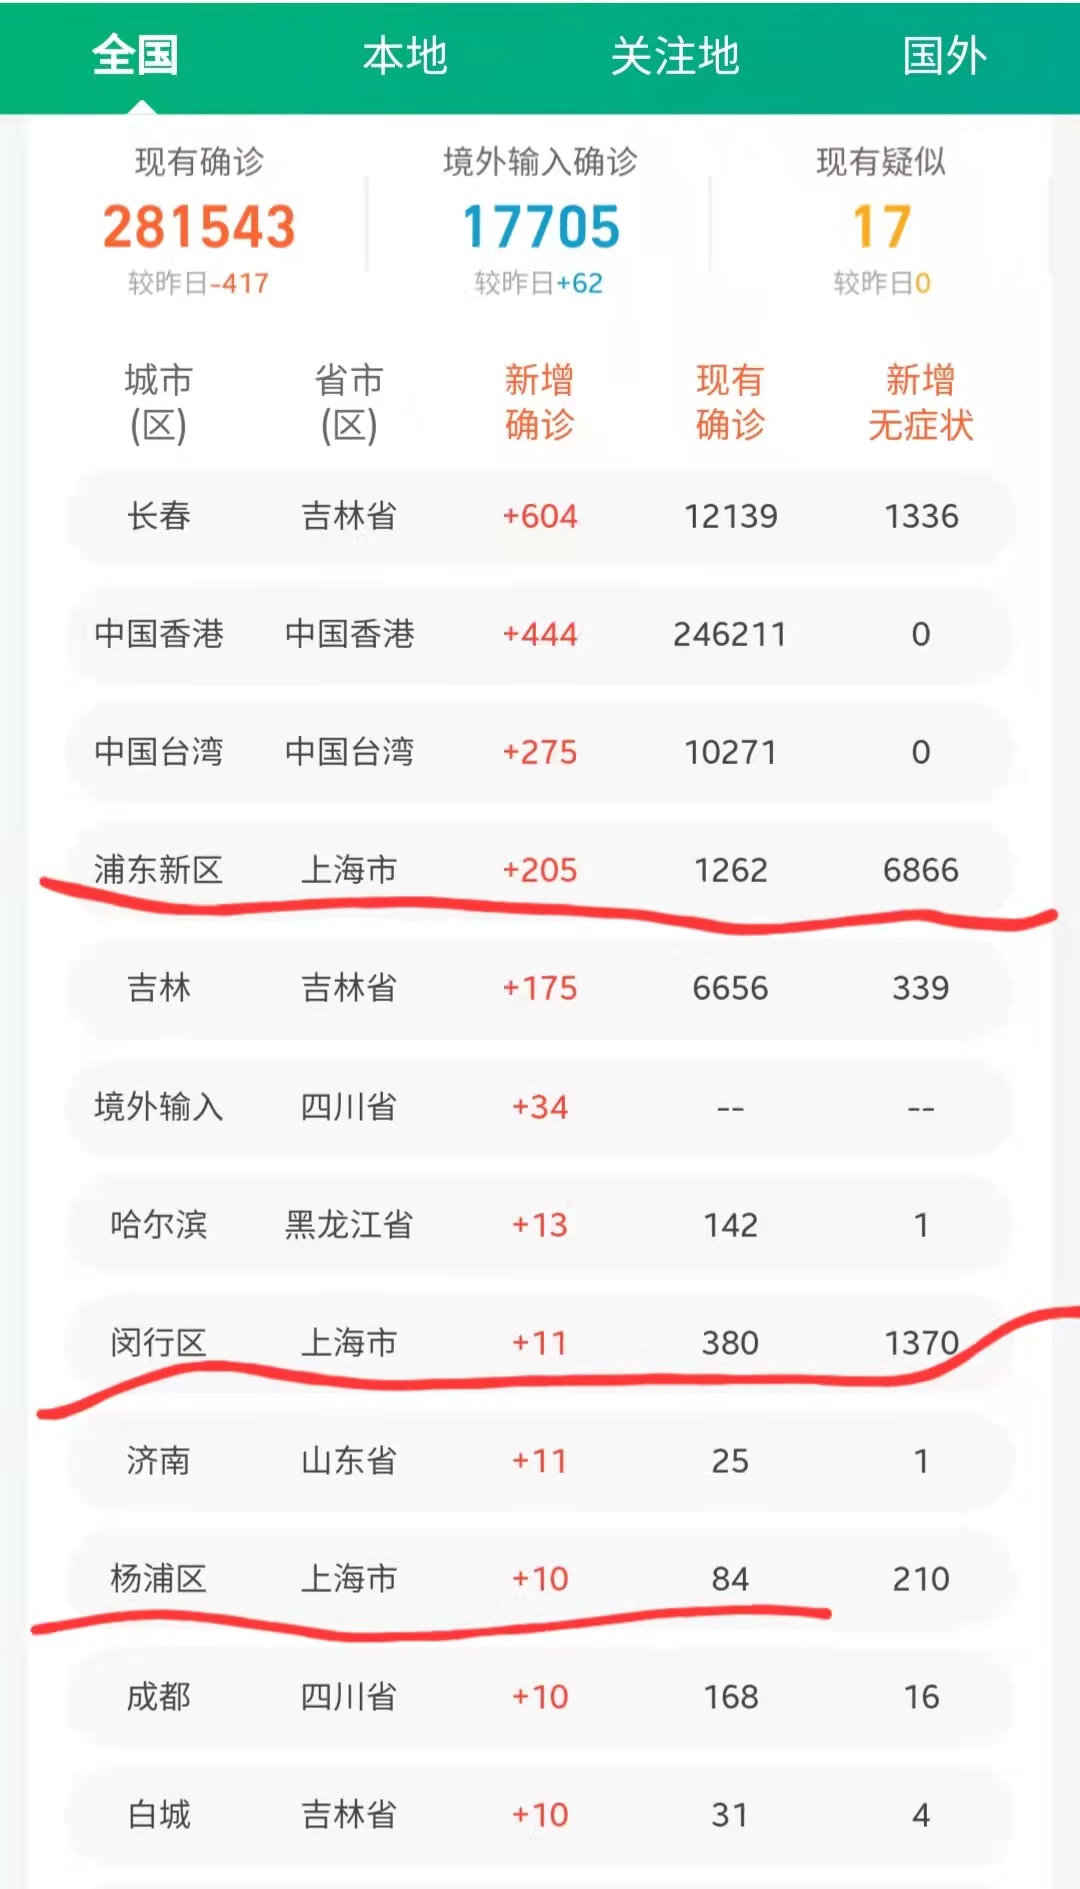 全国 本地 关注地 国外
现有确诊 境外输入确诊 现有疑似
281543 17705 17
较昨日-417 较昨日+62 较昨日0
城市 省市 新增 现有 新增
(区) (区) 确诊 确诊 无症状
长春 吉林省 +604 12139 1336
中国香港 中国香港 +444 246211 0
中国台湾 中国台湾 +275 10271 0
浦东新区 上海市 +205 1262 6866
吉林 吉林省 +175 6656 339
境外输入 四川省 +34 -- --
哈尔滨 黑龙江省 +13 142 1
闵行区 上海市 +11 380 1370
济南 山东省 +11 25 1
杨浦区 上海市 +10 84 210
成都 四川省 +10 168 16
白城 吉林省 +10 31 4